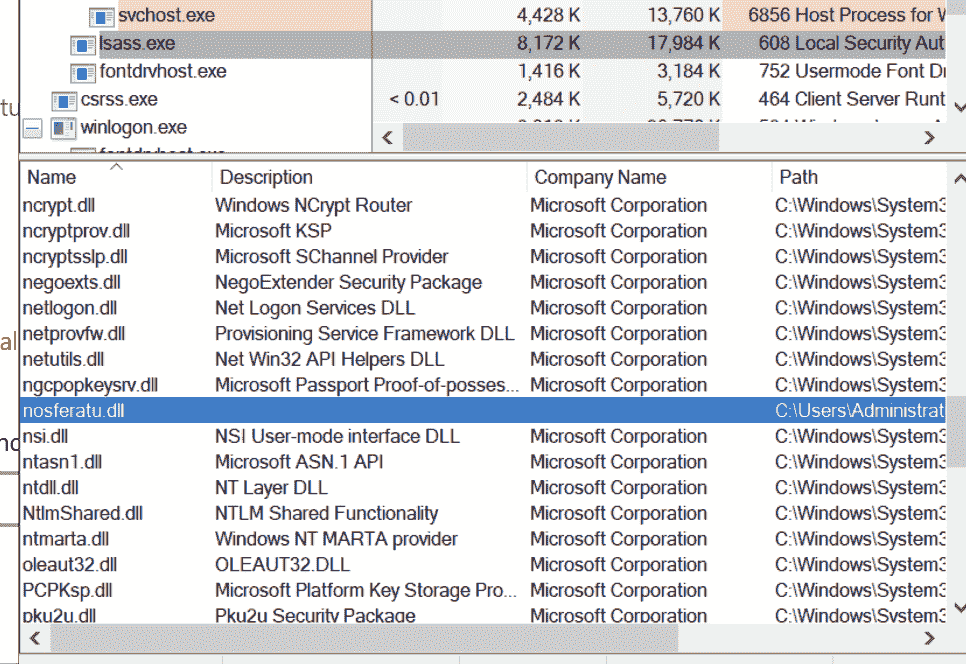 svchost.exe 4,428 K 13,760 K 6856 Host Process for W
lsass.exe 8,172 K 17,984 K 608 Local Security Aut
fontdrvhost.exe 1,416 K 3,184 K 752 Usermode Font Dr
csrss.exe < 0.01 2,484 K 5,720 K 464 Client Server Runt
winlogon.exe
fontdrvhost.exe
Name Description Company Name Path
ncrypt.dll Windows NCrypt Router Microsoft Corporation C:\Windows\System3
ncryptprov.dll Microsoft KSP Microsoft Corporation C:\Windows\System3
ncryptsslp.dll Microsoft SChannel Provider Microsoft Corporation C:\Windows\System3
negoexts.dll NegoExtender Security Package Microsoft Corporation C:\Windows\System3
netlogon.dll Net Logon Services DLL Microsoft Corporation C:\Windows\System3
netprovfw.dll Provisioning Service Framework DLL Microsoft Corporation C:\Windows\System3
netutils.dll Net Win32 API Helpers DLL Microsoft Corporation C:\Windows\System3
ngcpopkeysrv.dll Microsoft Passport Proof-of-posses... Microsoft Corporation C:\Windows\System3
nosferatu.dll C:\Users\Administrat
nsi.dll NSI User-mode interface DLL Microsoft Corporation C:\Windows\System3
ntasn1.dll Microsoft ASN.1 API Microsoft Corporation C:\Windows\System3
ntdll.dll NT Layer DLL Microsoft Corporation C:\Windows\System3
NtlmShared.dll NTLM Shared Functionality Microsoft Corporation C:\Windows\System3
ntmarta.dll Windows NT MARTA provider Microsoft Corporation C:\Windows\System3
oleaut32.dll OLEAUT32.DLL Microsoft Corporation C:\Windows\System3
PCPKsp.dll Microsoft Platform Key Storage Pro... Microsoft Corporation C:\Windows\System3
pku2u.dll Pku2u Security Package Microsoft Corporation C:\Windows\System3